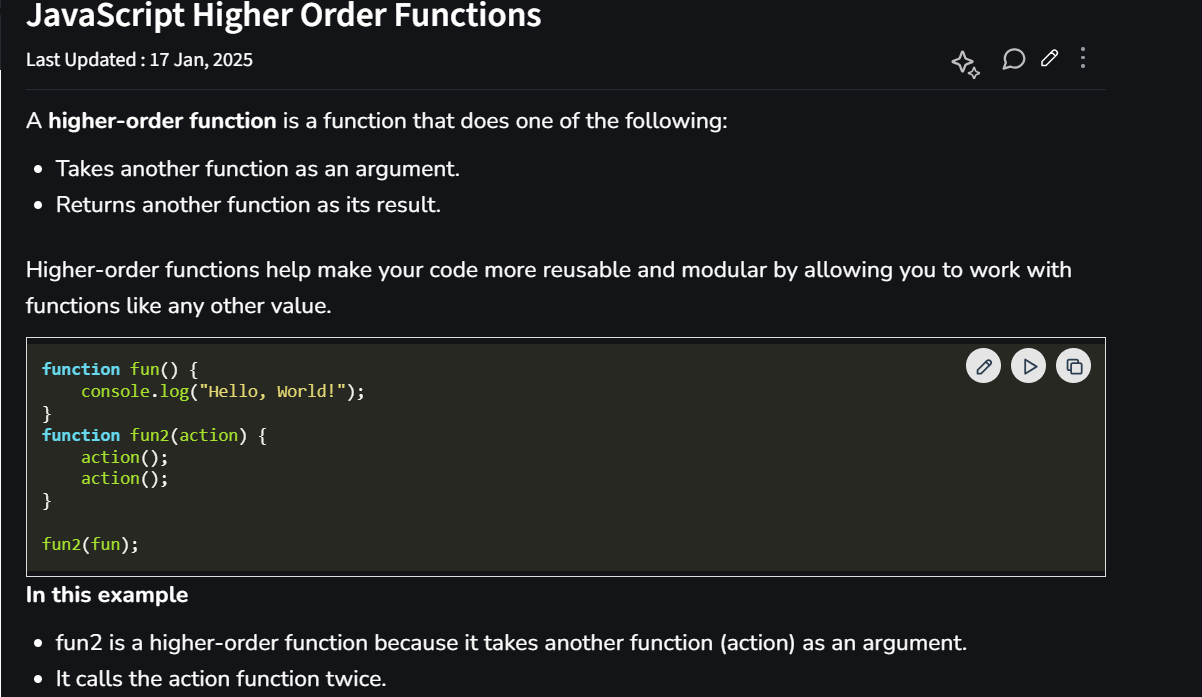 JavaScript Higher Order Functions
Last Updated : 17 Jan, 2025
A higher-order function is a function that does one of the following:
• Takes another function as an argument.
• Returns another function as its result.
Higher-order functions help make your code more reusable and modular by allowing you to work with
functions like any other value.
function fun() {
    console.log("Hello, World!");
}
function fun2(action) {
    action();
    action();
}
fun2(fun);
In this example
• fun2 is a higher-order function because it takes another function (action) as an argument.
• It calls the action function twice.